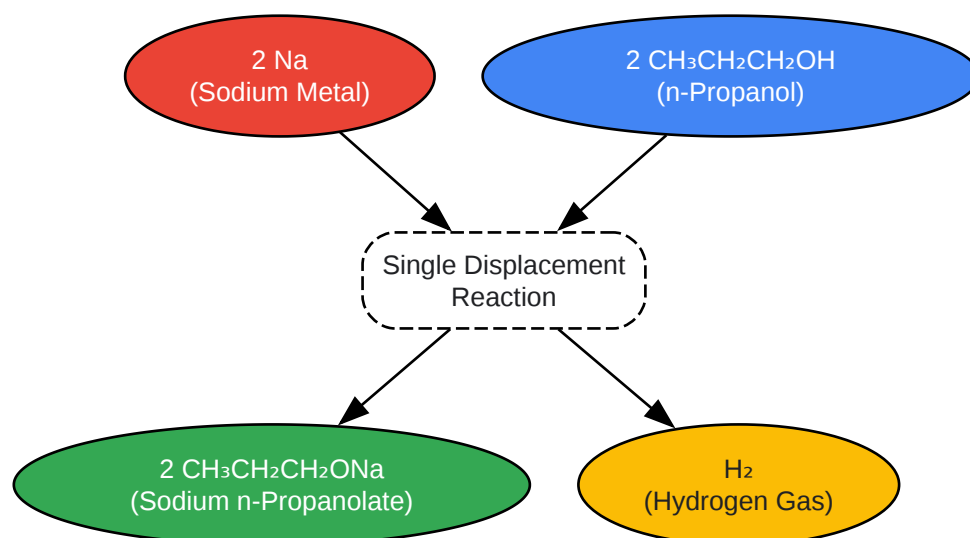 2 Na
(Sodium Metal)
2 CH₃CH₂CH₂OH
(n-Propanol)
Single Displacement
Reaction
2 CH₃CH₂CH₂ONa
(Sodium n-Propanolate)
H₂
(Hydrogen Gas)